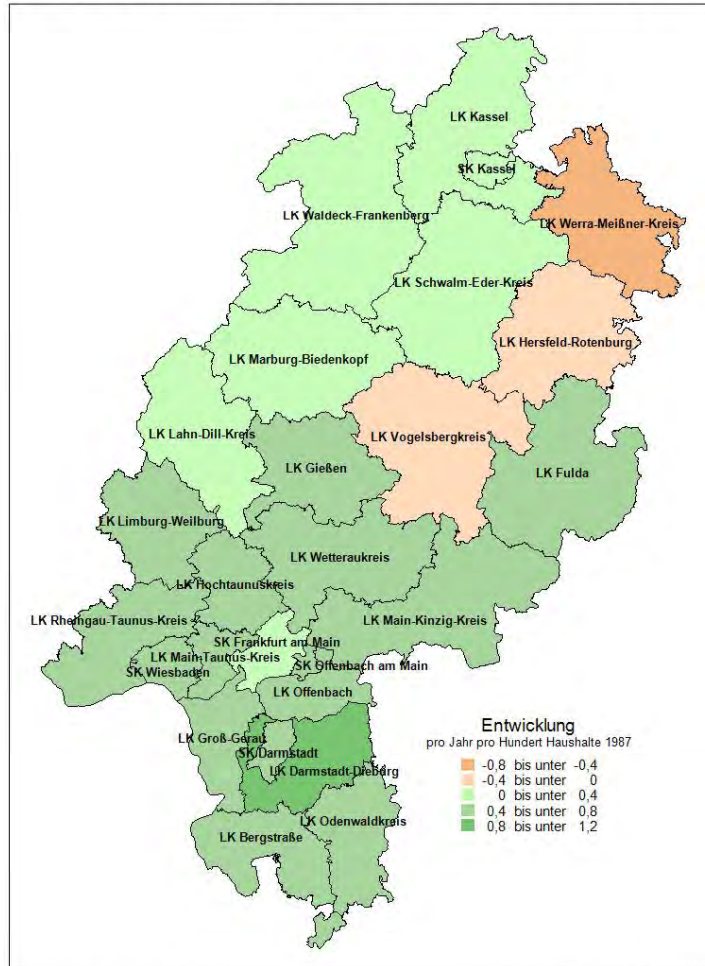 LK Kassel
SK Kassel
LK Waldeck-Frankenberg
LK Werra-Meißner-Kreis
LK Schwalm-Eder-Kreis
LK Hersfeld-Rotenburg
LK Marburg-Biedenkopf
LK Lahn-Dill-Kreis
LK Vogelsbergkreis
LK Gießen
LK Fulda
LK Limburg-Weilburg
LK Wetteraukreis
LK Hochtaunuskreis
LK Rheingau-Taunus-Kreis
LK Main-Kinzig-Kreis
SK Frankfurt am Main
LK Main-Taunus-Kreis
SK Offenbach am Main
SK Wiesbaden
LK Offenbach
LK Groß-Gerau
SK Darmstadt
LK Darmstadt-Dieburg
LK Odenwaldkreis
LK Bergstraße
Entwicklung
pro Jahr pro Hundert Haushalte 1987
-0,8 bis unter -0,4
-0,4 bis unter 0
0 bis unter 0,4
0,4 bis unter 0,8
0,8 bis unter 1,2